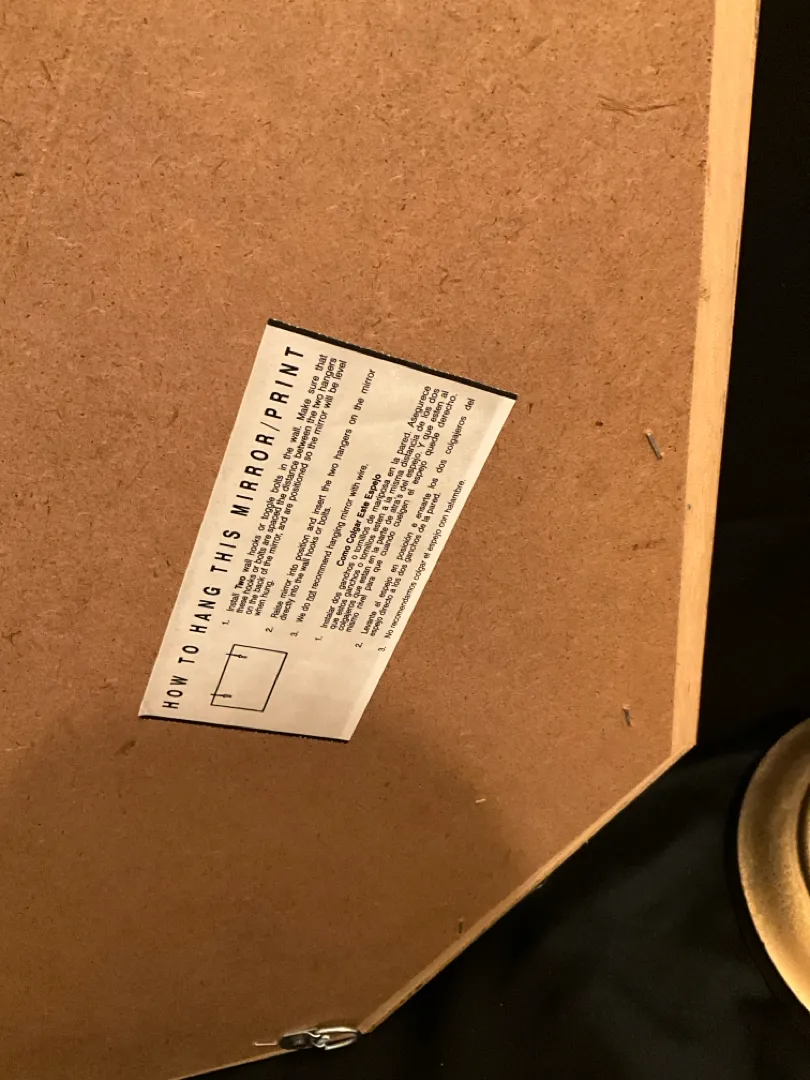 HOW TO HANG THIS MIRROR/PRINT
1. Install Two wall hooks or toggle bolts in the wall. Make sure that
these hooks or bolts are spaced the distance between the two hangers
on the back of the mirror, and are positioned so the mirror will be level
when hung.
2. Raise mirror into position and insert the two hangers on the mirror
directly into the wall hooks or bolts.
3. We do not recommend hanging mirror with wire.
Como Colgar Este Espejo
1. Instalar dos ganchos o tornillos de mariposa en la pared. Asegurece
que estos ganchos o tornillos esten a la misma distancia de los dos
colgajeros que estan en la parte de atra's del espejo. Y que esten al
mismo nivel para que cuando cuelgen el espejo quede derecho.
2. Levante el espejo en posición e ensarte los dos colgajeros del
espejo directo a los dos ganchos de la pared.
3. No recomendamos colgar el espejo con halambre.